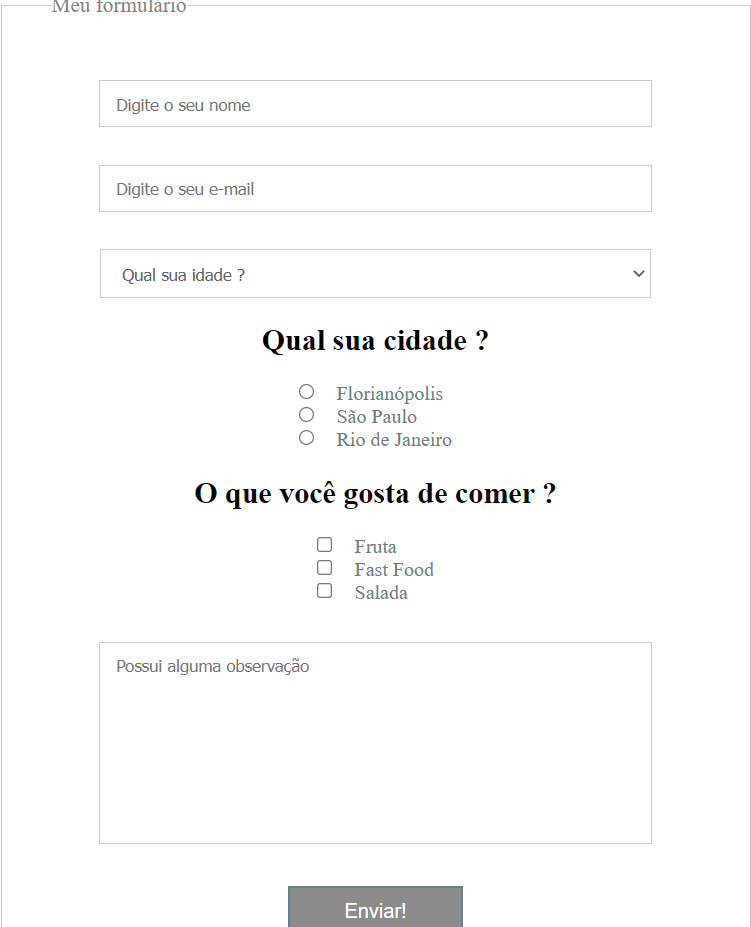 Meu formulário
Digite o seu nome
Digite o seu e-mail
Qual sua idade ?
Qual sua cidade ?
Florianópolis
São Paulo
Rio de Janeiro
O que você gosta de comer ?
Fruta
Fast Food
Salada
Possui alguma observação
Enviar!